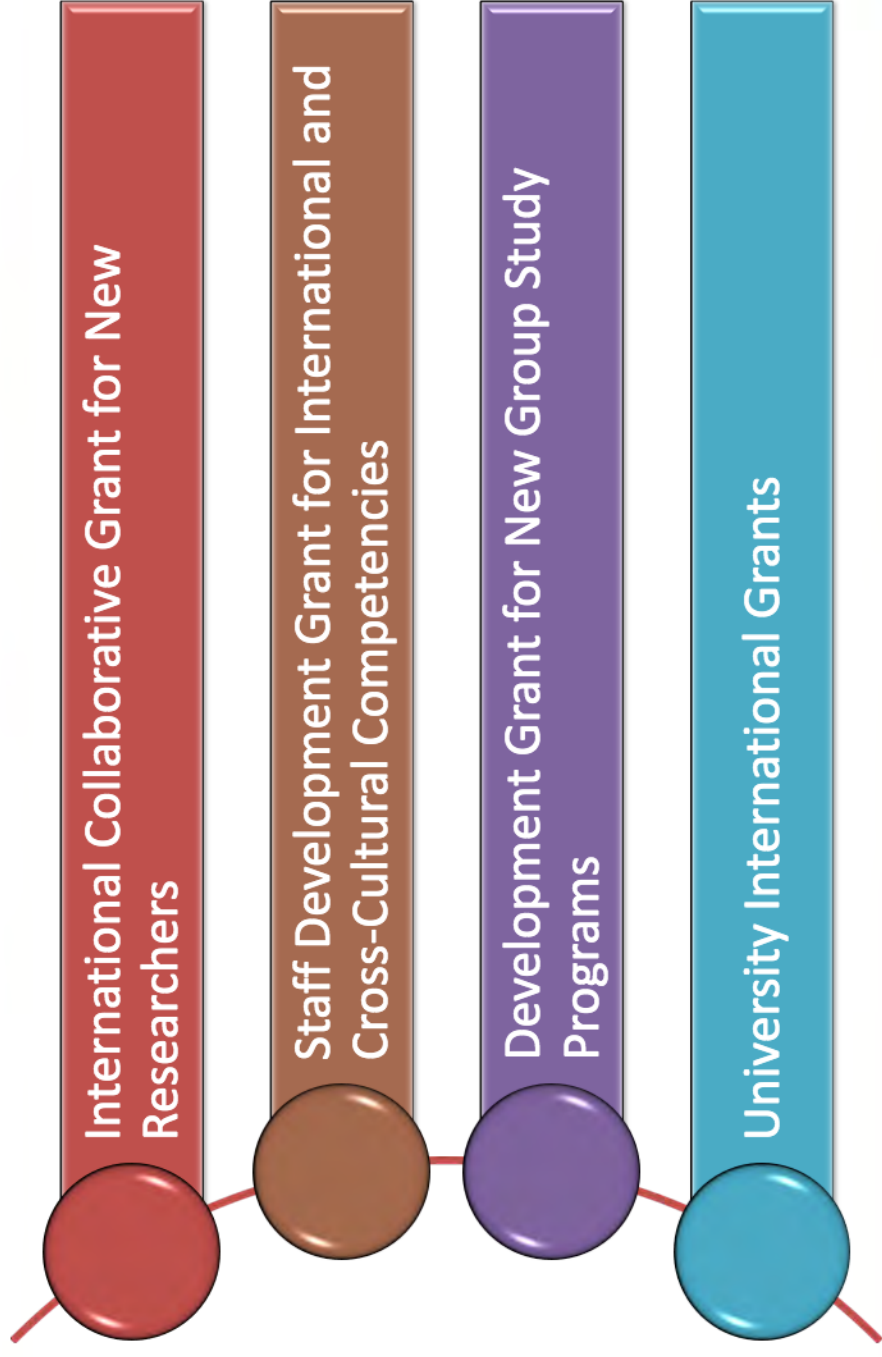 International Collaborative Grant for New
Researchers
Staff Development Grant for International and
Cross-Cultural Competencies
Development Grant for New Group Study
Programs
University International Grants